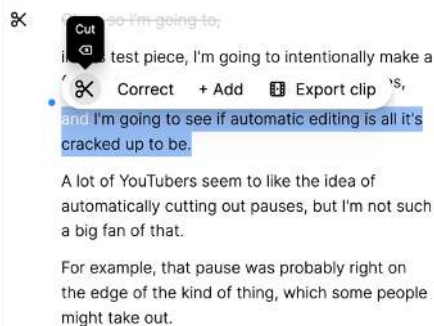 Cut
so I'm going to,
test piece, I'm going to intentionally make a
Correct + Add Export clip
and I'm going to see if automatic editing is all it's
cracked up to be.
A lot of YouTubers seem to like the idea of
automatically cutting out pauses, but I'm not such
a big fan of that.
For example, that pause was probably right on
the edge of the kind of thing, which some people
might take out.